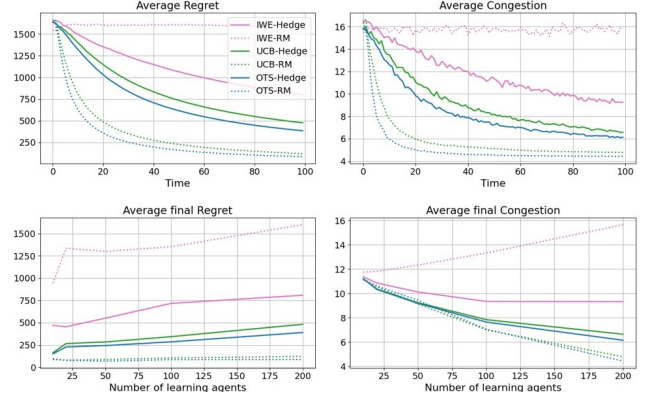 Average Regret
1500
1250
1000
750
500
250
0 20 40 60 80 100
Time
IWE-Hedge
IWE-RM
UCB-Hedge
UCB-RM
OTS-Hedge
OTS-RM
Average Congestion
16
14
12
10
8
6
4
0 20 40 60 80 100
Time
Average final Regret
1500
1250
1000
750
500
250
0
25 50 75 100 125 150 175 200
Number of learning agents
Average final Congestion
16
14
12
10
8
6
4
25 50 75 100 125 150 175 200
Number of learning agents